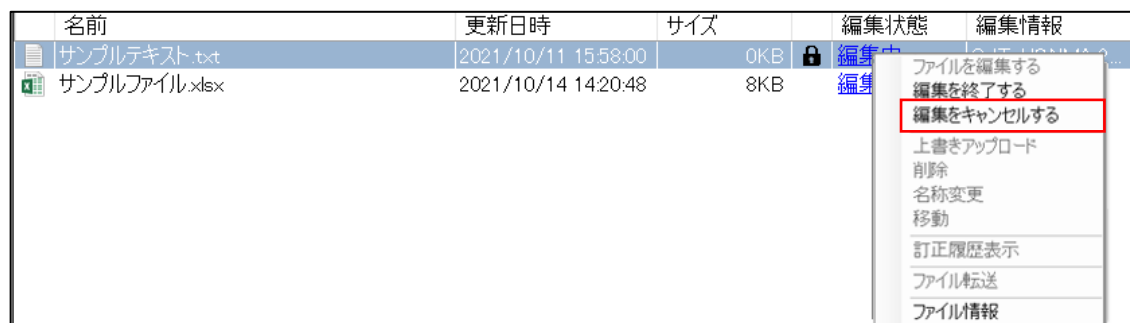 名前 更新日時 サイズ 編集状態 編集情報
サンプルテキスト.txt 2021/10/11 15:58:00 0KB 編集中
サンプルファイル.xlsx 2021/10/14 14:20:48 8KB 編集
ファイルを編集する
編集を終了する
編集をキャンセルする
上書きアップロード
削除
名称変更
移動
訂正履歴表示
ファイル転送
ファイル情報